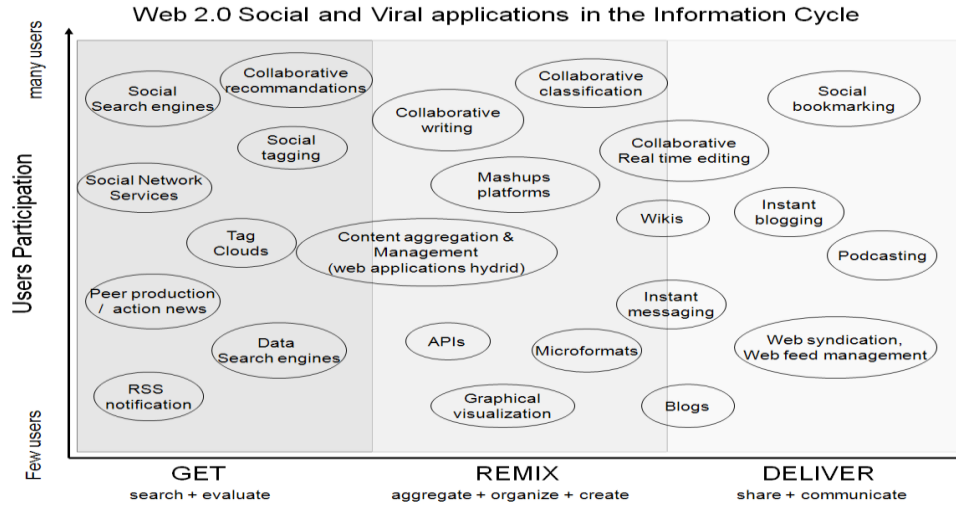 Web 2.0 Social and Viral applications in the Information Cycle
many users
Users Participation
Few users
Social
Search engines
Collaborative
recommandations
Social
tagging
Social Network
Services
Tag
Clouds
Peer production
/ action news
Data
Search engines
RSS
notification
Collaborative
writing
Collaborative
classification
Mashups
platforms
Content aggregation &
Management
(web applications hydrid)
APIs
Microformats
Graphical
visualization
Collaborative
Real time editing
Wikis
Instant
messaging
Blogs
Social
bookmarking
Instant
blogging
Podcasting
Web syndication,
Web feed management
GET
search + evaluate
REMIX
aggregate + organize + create
DELIVER
share + communicate